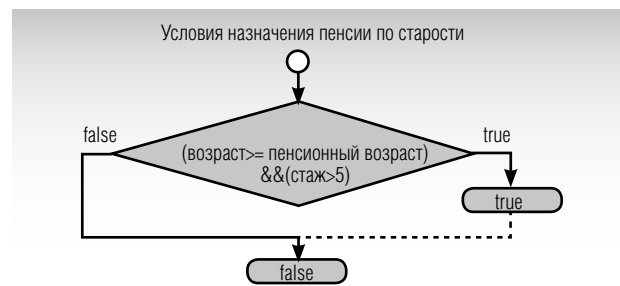 Условия назначения пенсии по старости
false
true
(возраст>= пенсионный возраст)
&&(стаж>5)
true
false